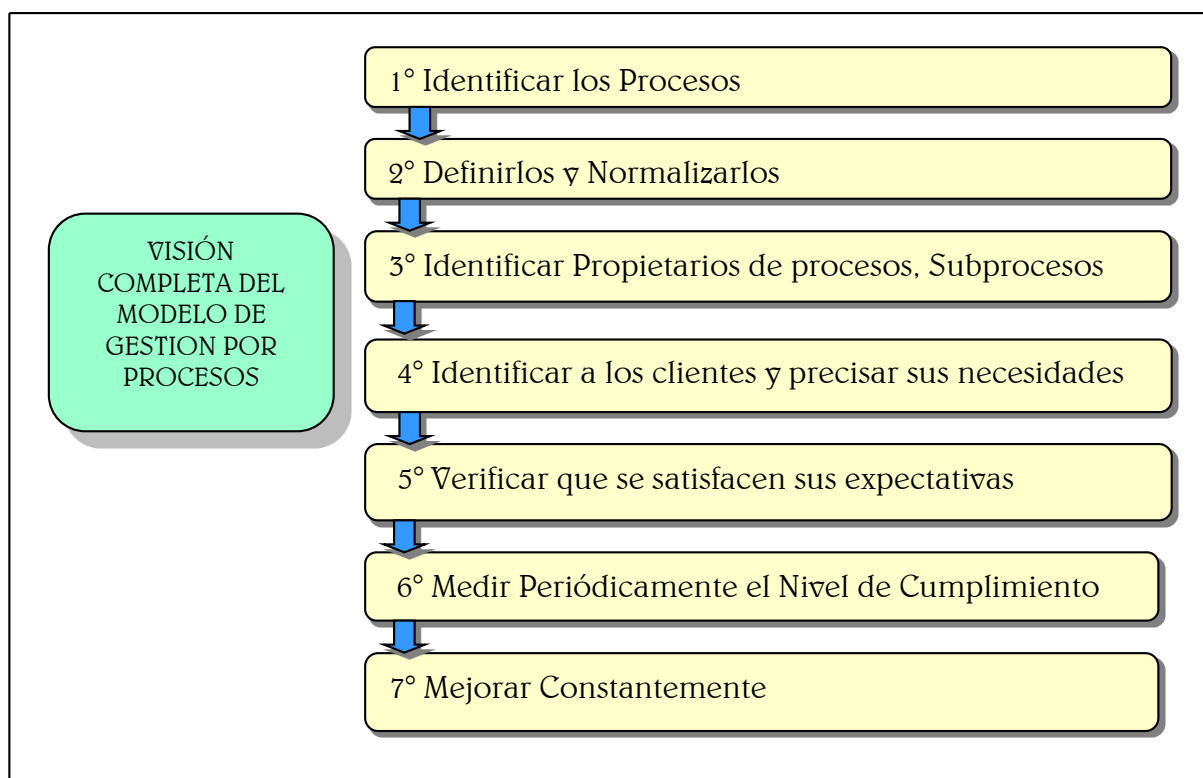 1° Identificar los Procesos
2° Definirlos y Normalizarlos
3° Identificar Propietarios de procesos, Subprocesos
VISIÓN
COMPLETA DEL
MODELO DE
GESTION POR
PROCESOS
4° Identificar a los clientes y precisar sus necesidades
5° Verificar que se satisfacen sus expectativas
6° Medir Periódicamente el Nivel de Cumplimiento
7° Mejorar Constantemente